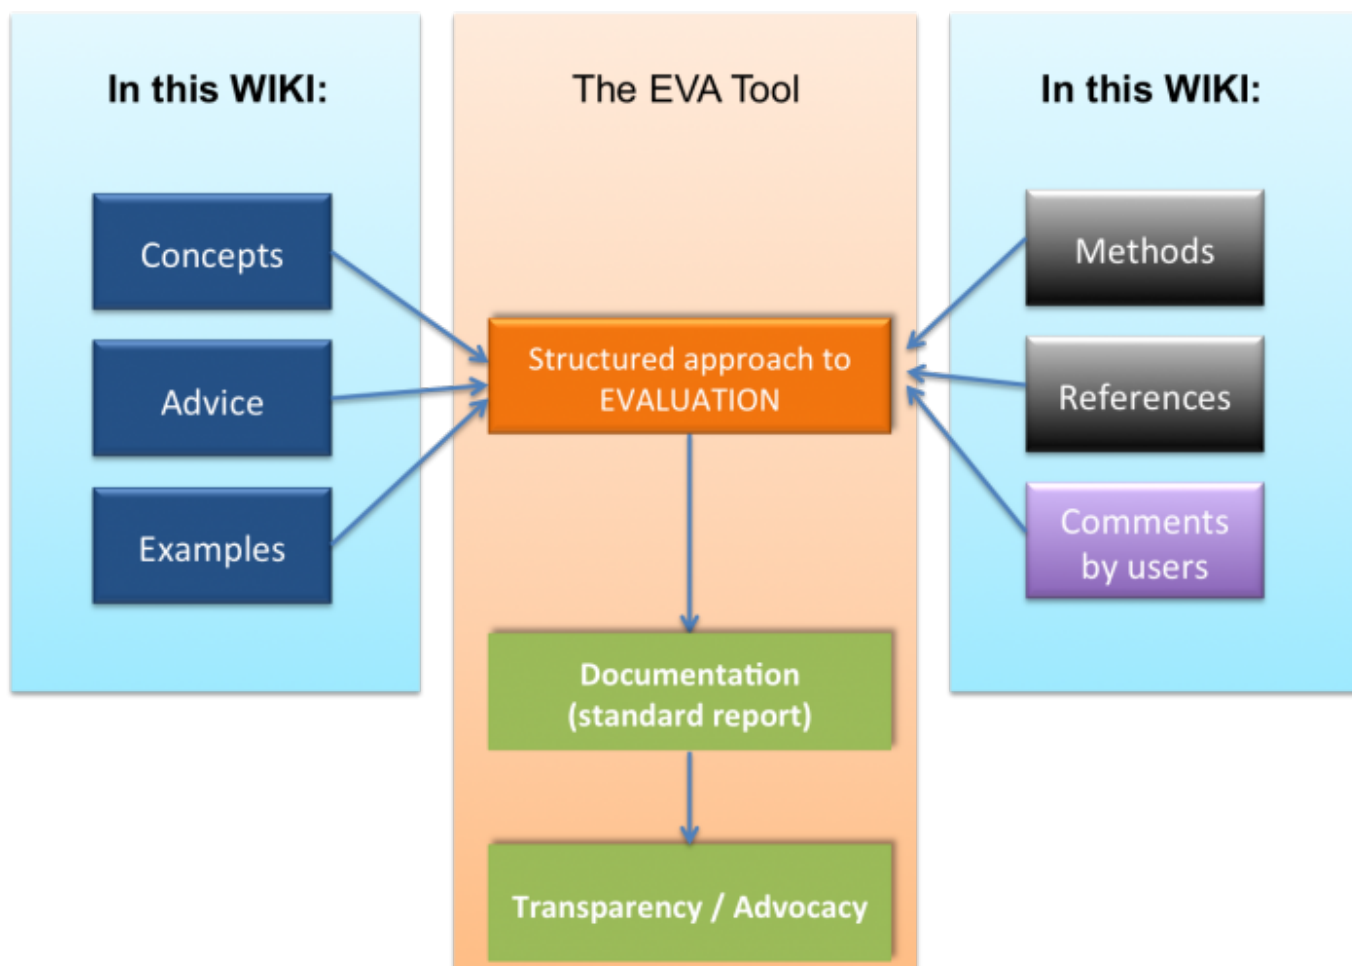 In this WIKI:
Concepts
Advice
Examples
The EVA Tool
Structured approach to
EVALUATION
Documentation
(standard report)
Transparency / Advocacy
In this WIKI:
Methods
References
Comments
by users